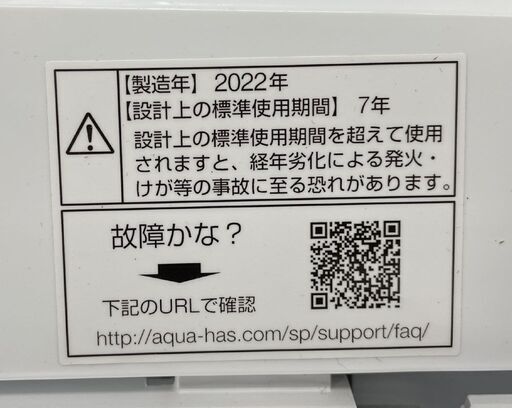 【製造年】 2022年
【設計上の標準使用期間】 7年
設計上の標準使用期間を超えて使用
されますと、経年劣化による発火・
けが等の事故に至る恐れがあります。
故障かな？
下記のURLで確認
http://aqua-has.com/sp/support/faq/